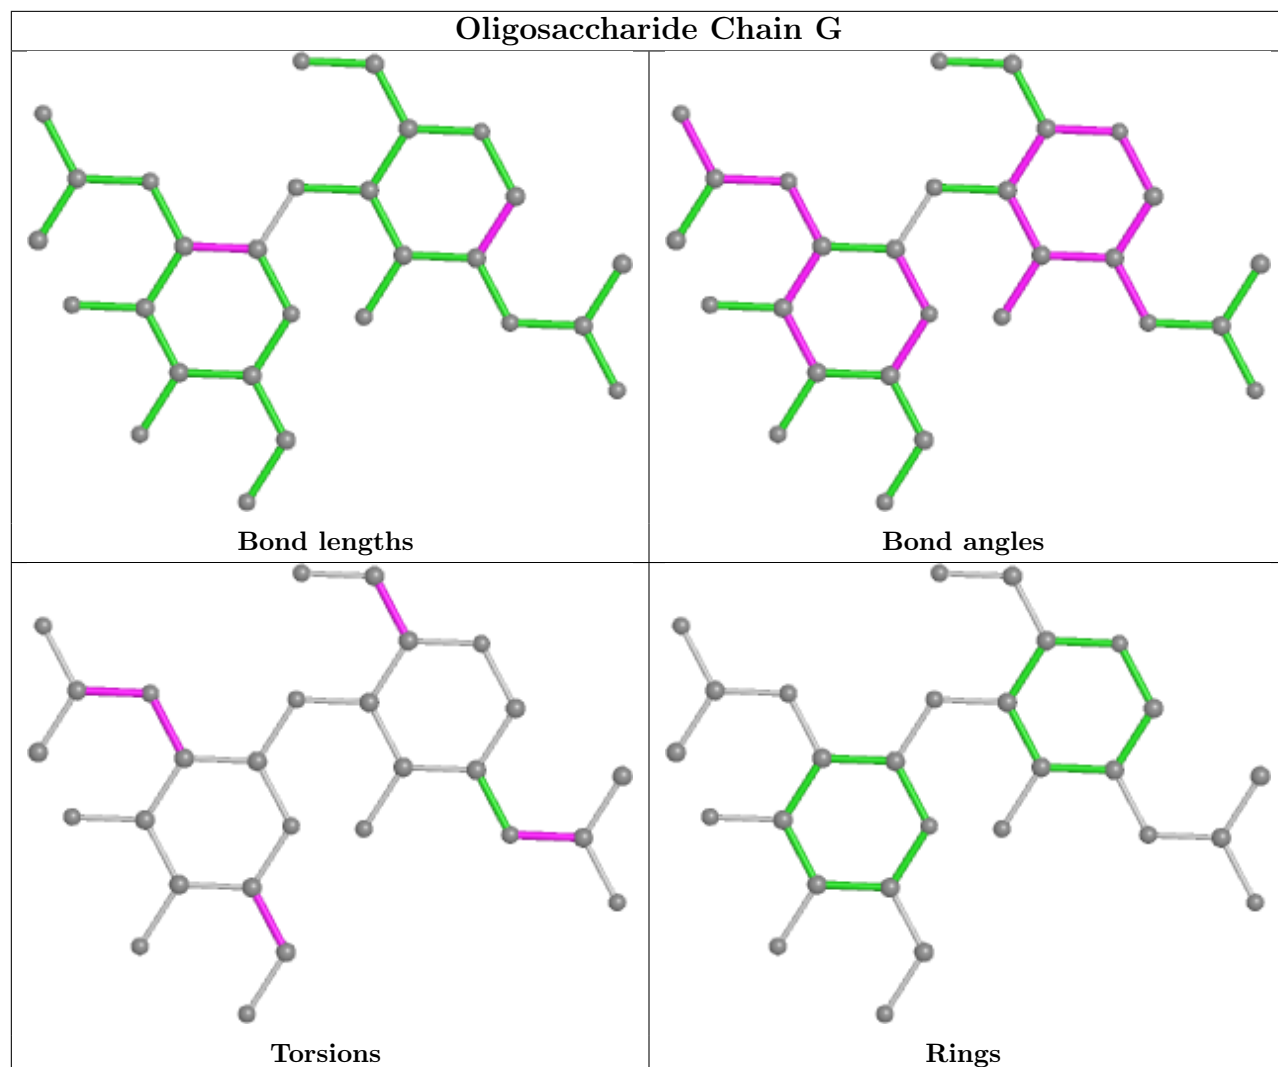 Oligosaccharide Chain G
Bond lengths
Bond angles
Torsions
Rings